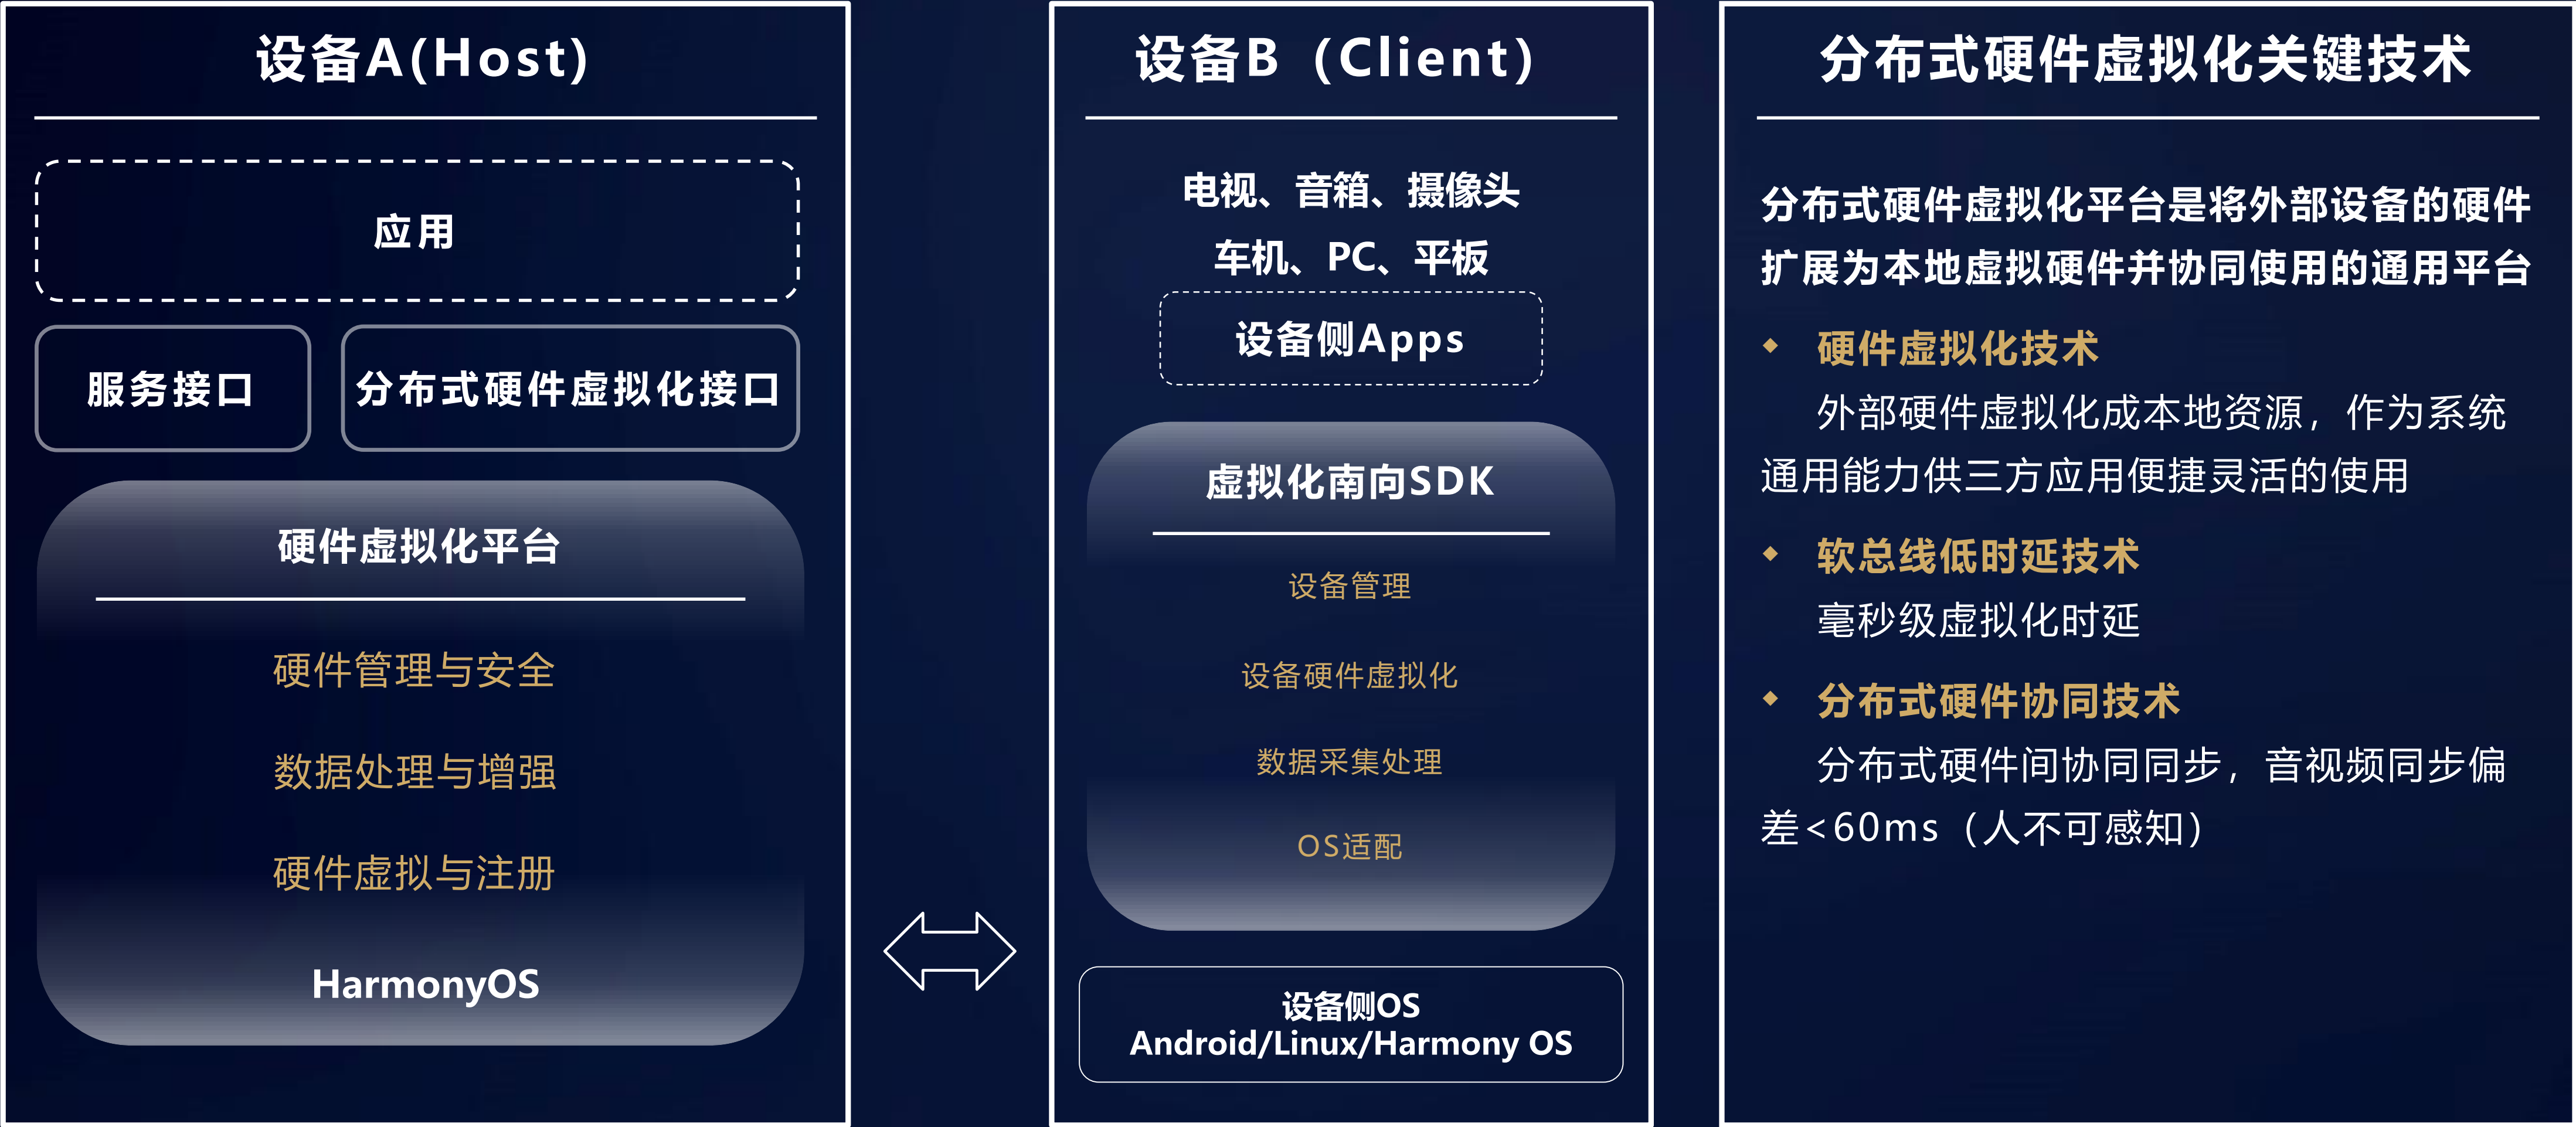 设备A(Host)
应用
服务接口
分布式硬件虚拟化接口
硬件虚拟化平台
硬件管理与安全
数据处理与增强
硬件虚拟与注册
HarmonyOS
设备B（Client）
电视、音箱、摄像头
车机、PC、平板
设备侧Apps
虚拟化南向SDK
设备管理
设备硬件虚拟化
数据采集处理
OS适配
设备侧OS
Android/Linux/Harmony OS
分布式硬件虚拟化关键技术
分布式硬件虚拟化平台是将外部设备的硬件
扩展为本地虚拟硬件并协同使用的通用平台
硬件虚拟化技术
外部硬件虚拟化成本地资源，作为系统
通用能力供三方应用便捷灵活的使用
软总线低时延技术
毫秒级虚拟化时延
分布式硬件协同技术
分布式硬件间协同同步，音视频同步偏
差<60ms（人不可感知）